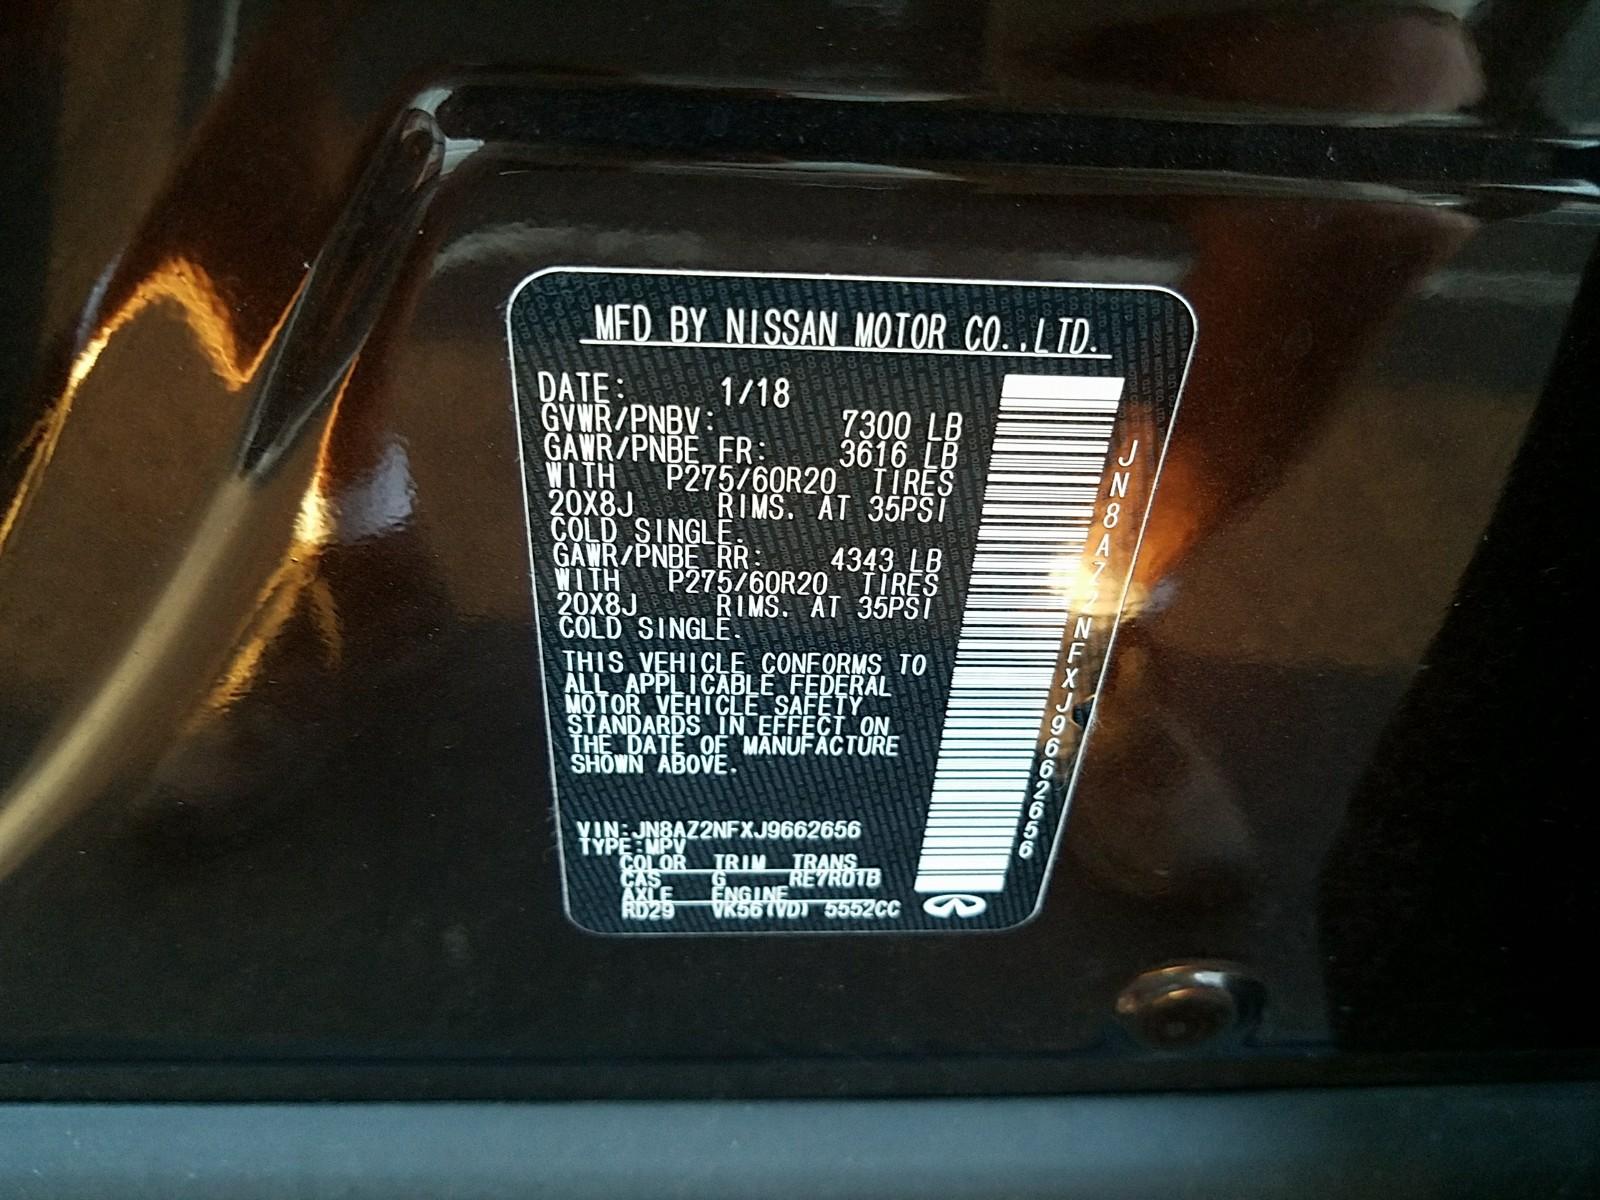 MFD BY NISSAN MOTOR CO.,LTD.
DATE: 1/18
GVWR/PNBV: 7300 LB
GAWR/PNBE FR: 3616 LB
WITH P275/60R20 TIRES
20X8J RIMS. AT 35PSI
COLD SINGLE.
GAWR/PNBE RR: 4343 LB
WITH P275/60R20 TIRES
20X8J RIMS. AT 35PSI
COLD SINGLE.
THIS VEHICLE CONFORMS TO
ALL APPLICABLE FEDERAL
MOTOR VEHICLE SAFETY
STANDARDS IN EFFECT ON
THE DATE OF MANUFACTURE
SHOWN ABOVE.
VIN:JN8AZ2NFXJ9662656
TYPE:MPV
COLOR TRIM TRANS
CAS G RE7R01B
AXLE ENGINE
RD29 VK56(VD) 5552CC
JN8AZ2NFXJ9662656